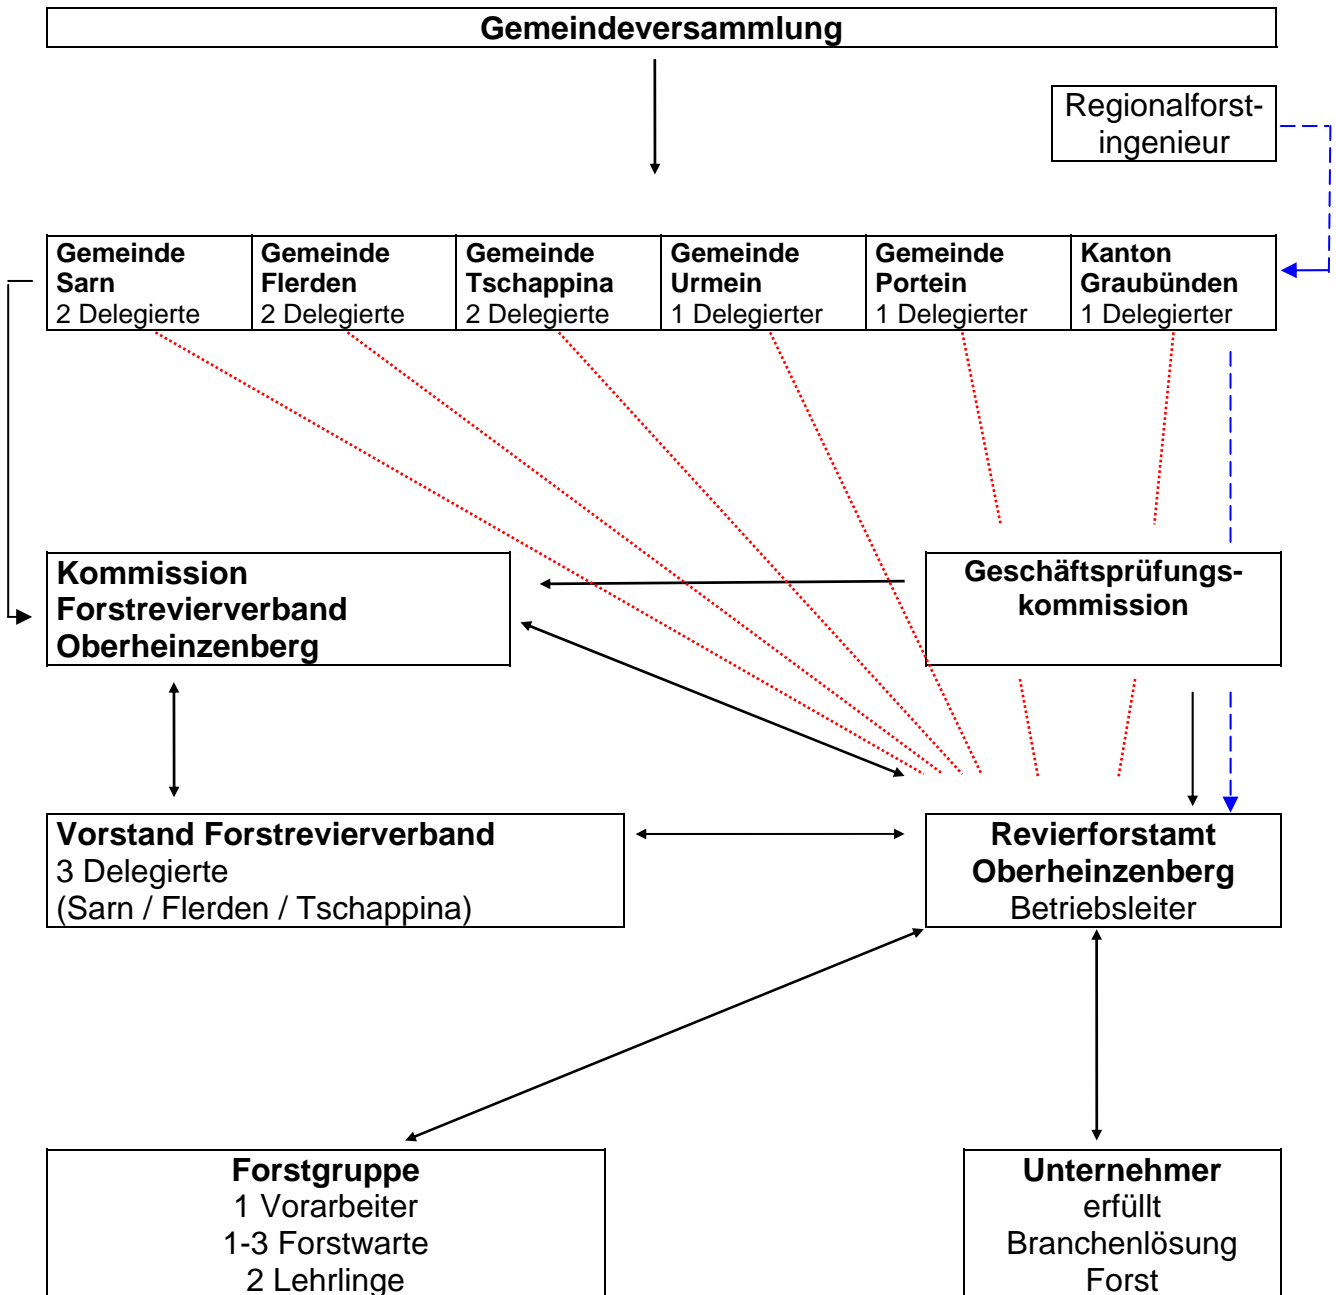 Gemeindeversammlung
Regionalforst-
ingenieur
Gemeinde
Sarn
2 Delegierte
Gemeinde
Flerden
2 Delegierte
Gemeinde
Tschappina
2 Delegierte
Gemeinde
Urmein
1 Delegierter
Gemeinde
Portein
1 Delegierter
Kanton
Graubünden
1 Delegierter
Kommission
Forstrevierverband
Oberheinzenberg
Geschäftsprüfungs-
kommission
Vorstand Forstrevierverband
3 Delegierte
(Sarn / Flerden / Tschappina)
Revierforstamt
Oberheinzenberg
Betriebsleiter
Forstgruppe
1 Vorarbeiter
1-3 Forstwarte
2 Lehrlinge
Unternehmer
erfüllt
Branchenlösung
Forst